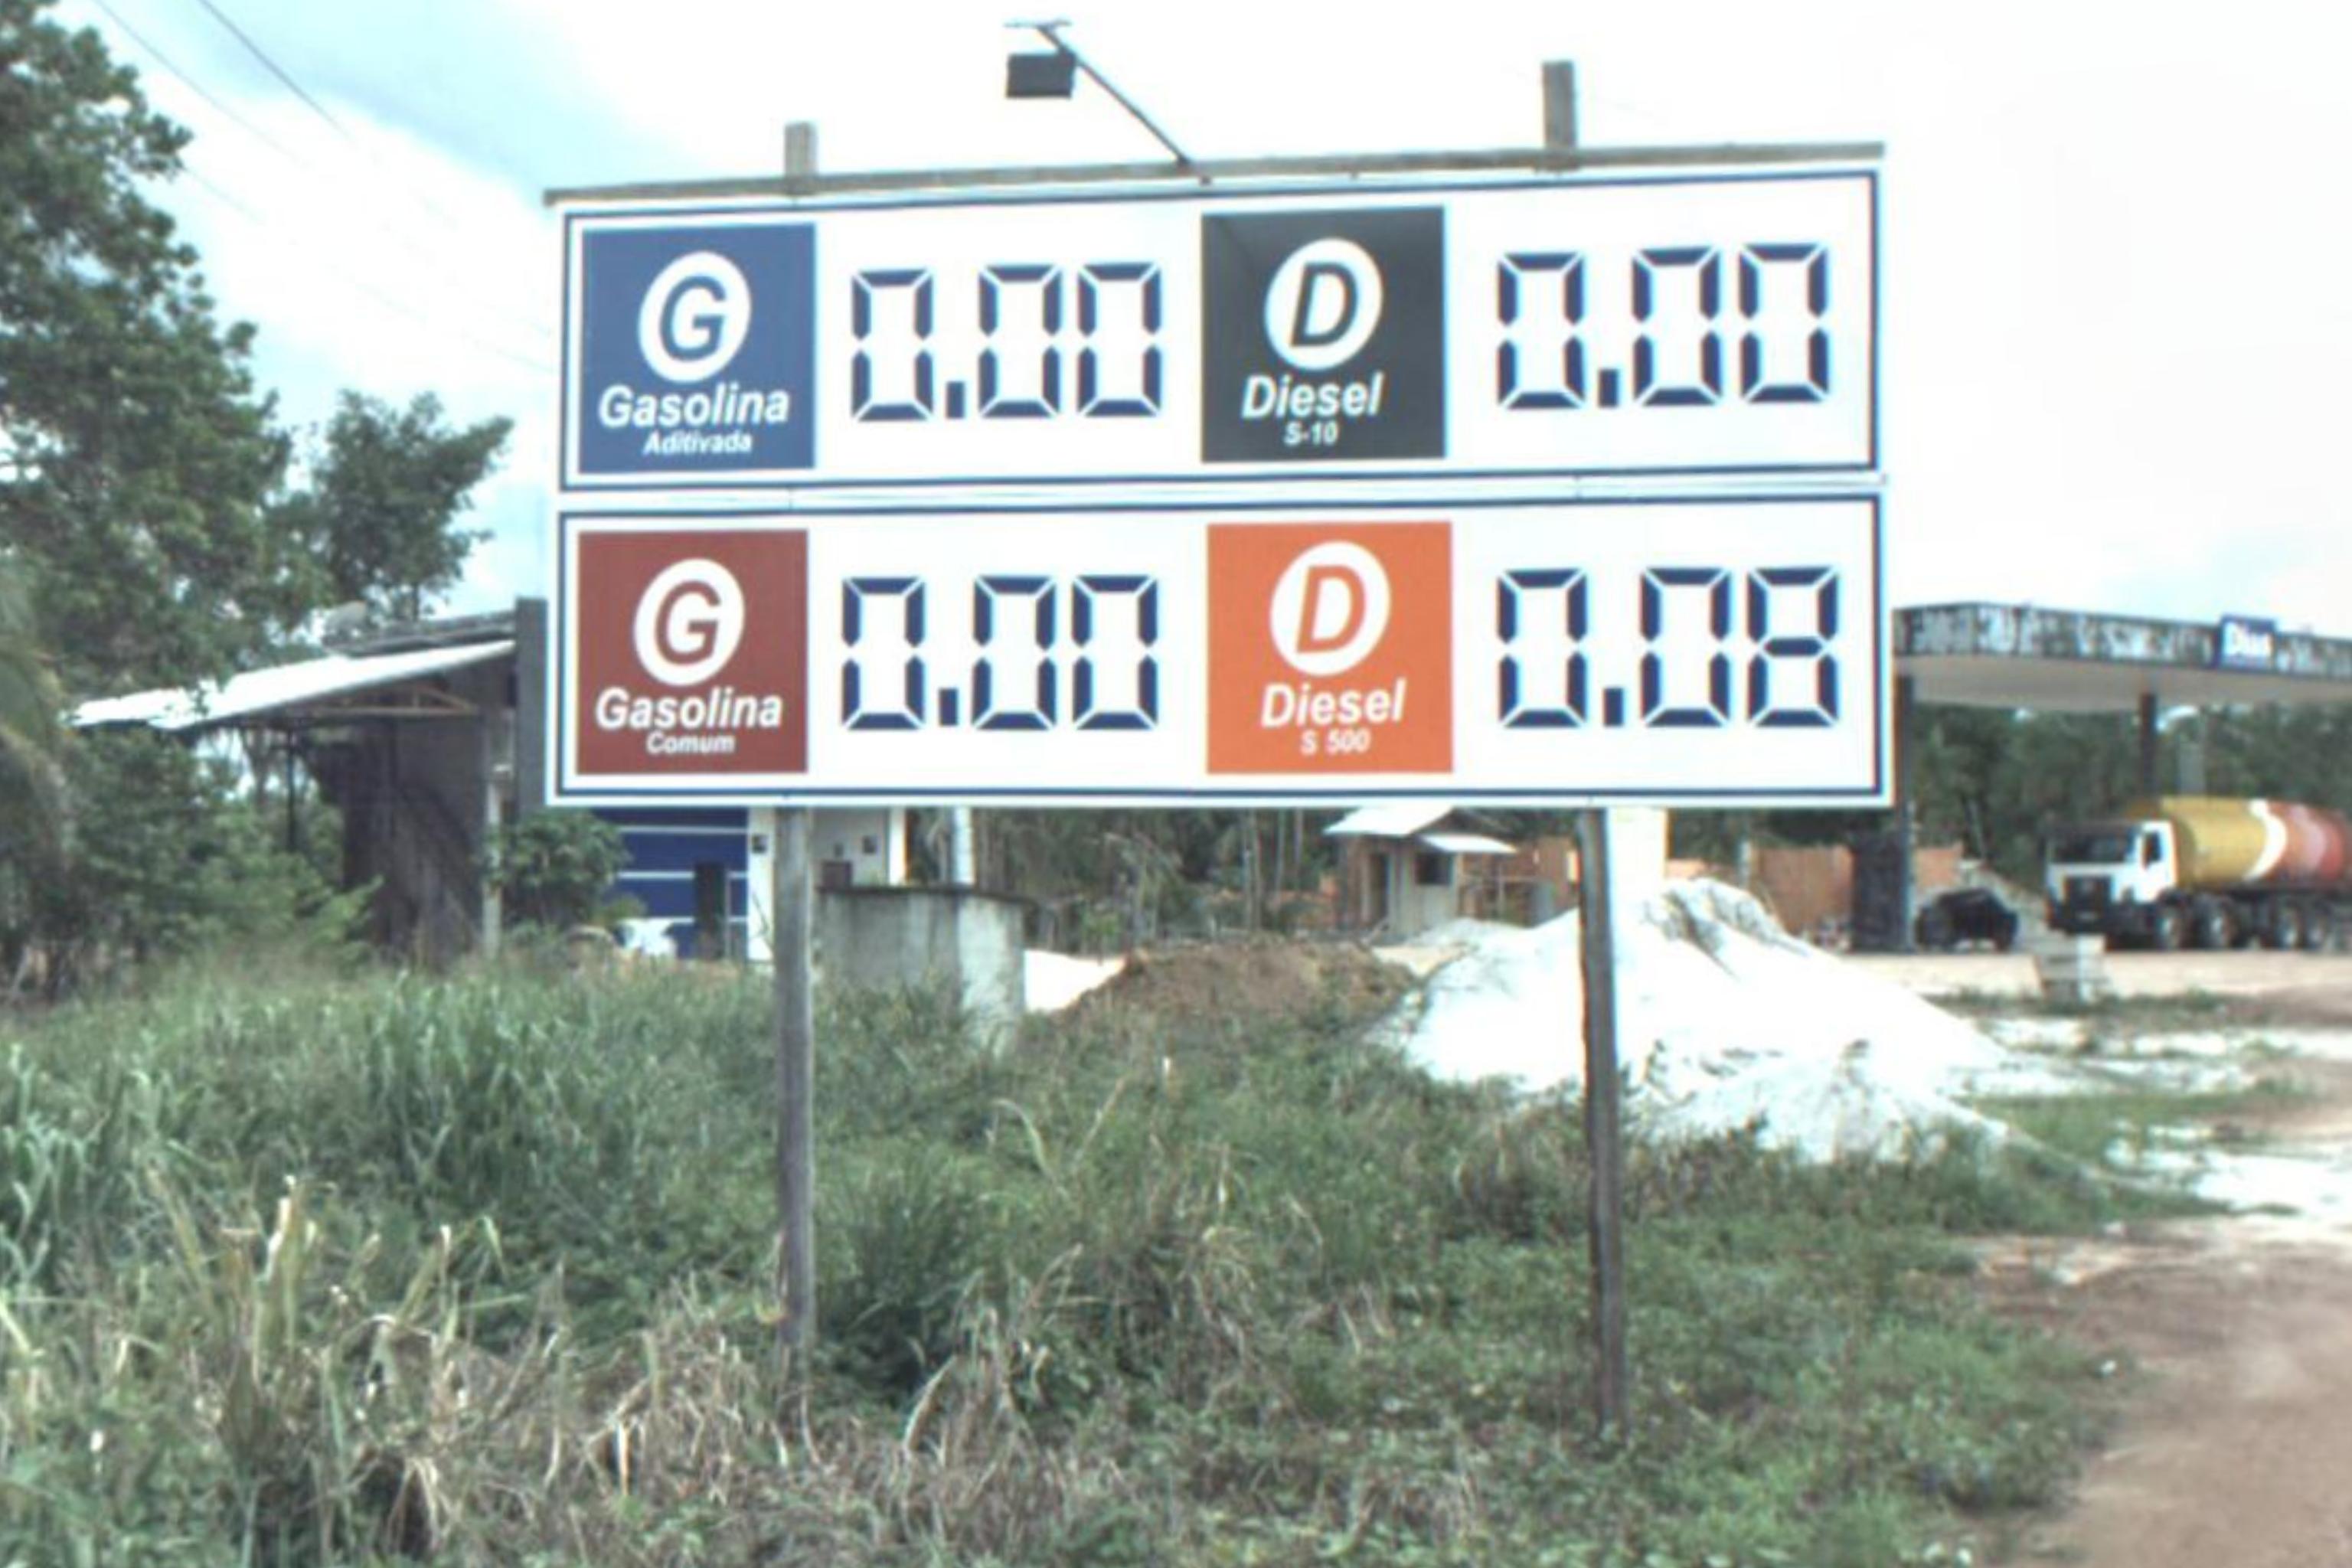 G 0.00 D 0.00
Gasolina Diesel
Aditivada S-10
G 0.00 D 0.08
Gasolina Diesel
Comum S 500